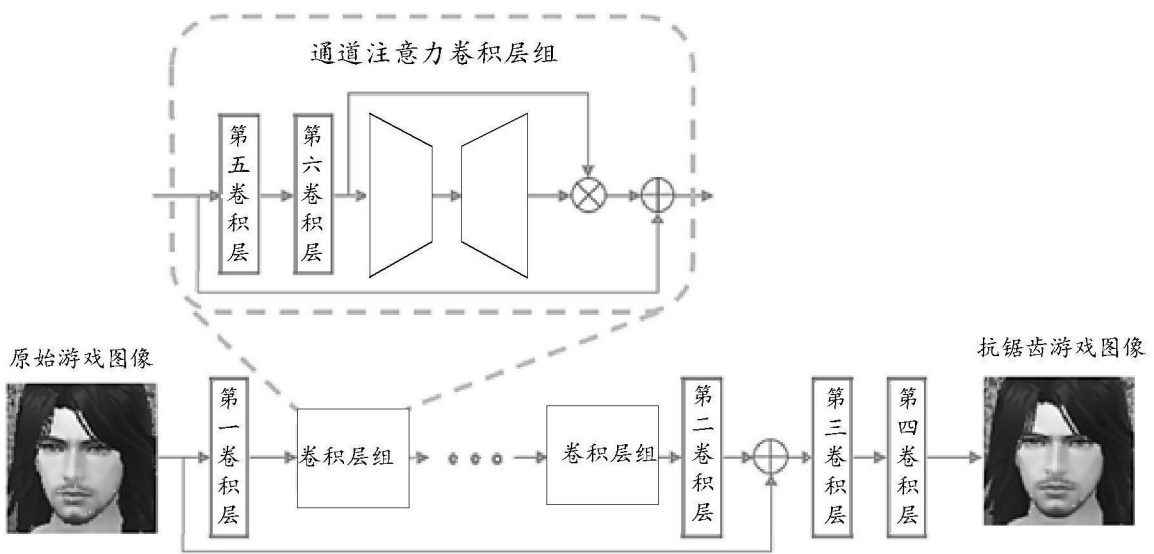 通道注意力卷积层组
第五卷积层
第六卷积层
原始游戏图像
抗锯齿游戏图像
第一卷积层
卷积层组
卷积层组
第二卷积层
第三卷积层
第四卷积层